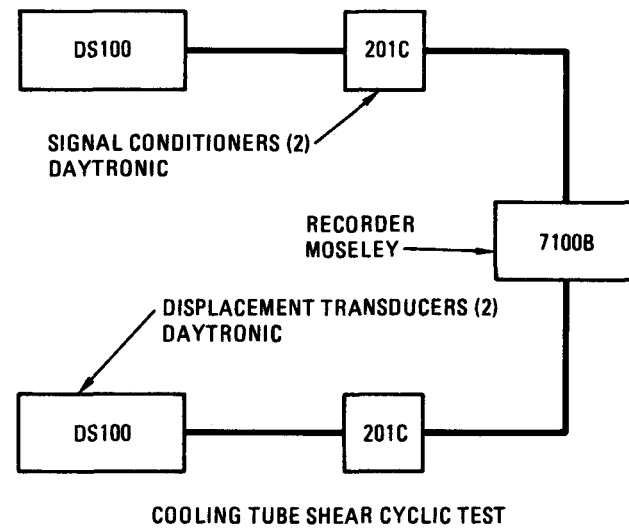 DS100
201C
SIGNAL CONDITIONERS (2)
DAYTRONIC
RECORDER
MOSELEY
7100B
DISPLACEMENT TRANSDUCERS (2)
DAYTRONIC
DS100
201C
COOLING TUBE SHEAR CYCLIC TEST